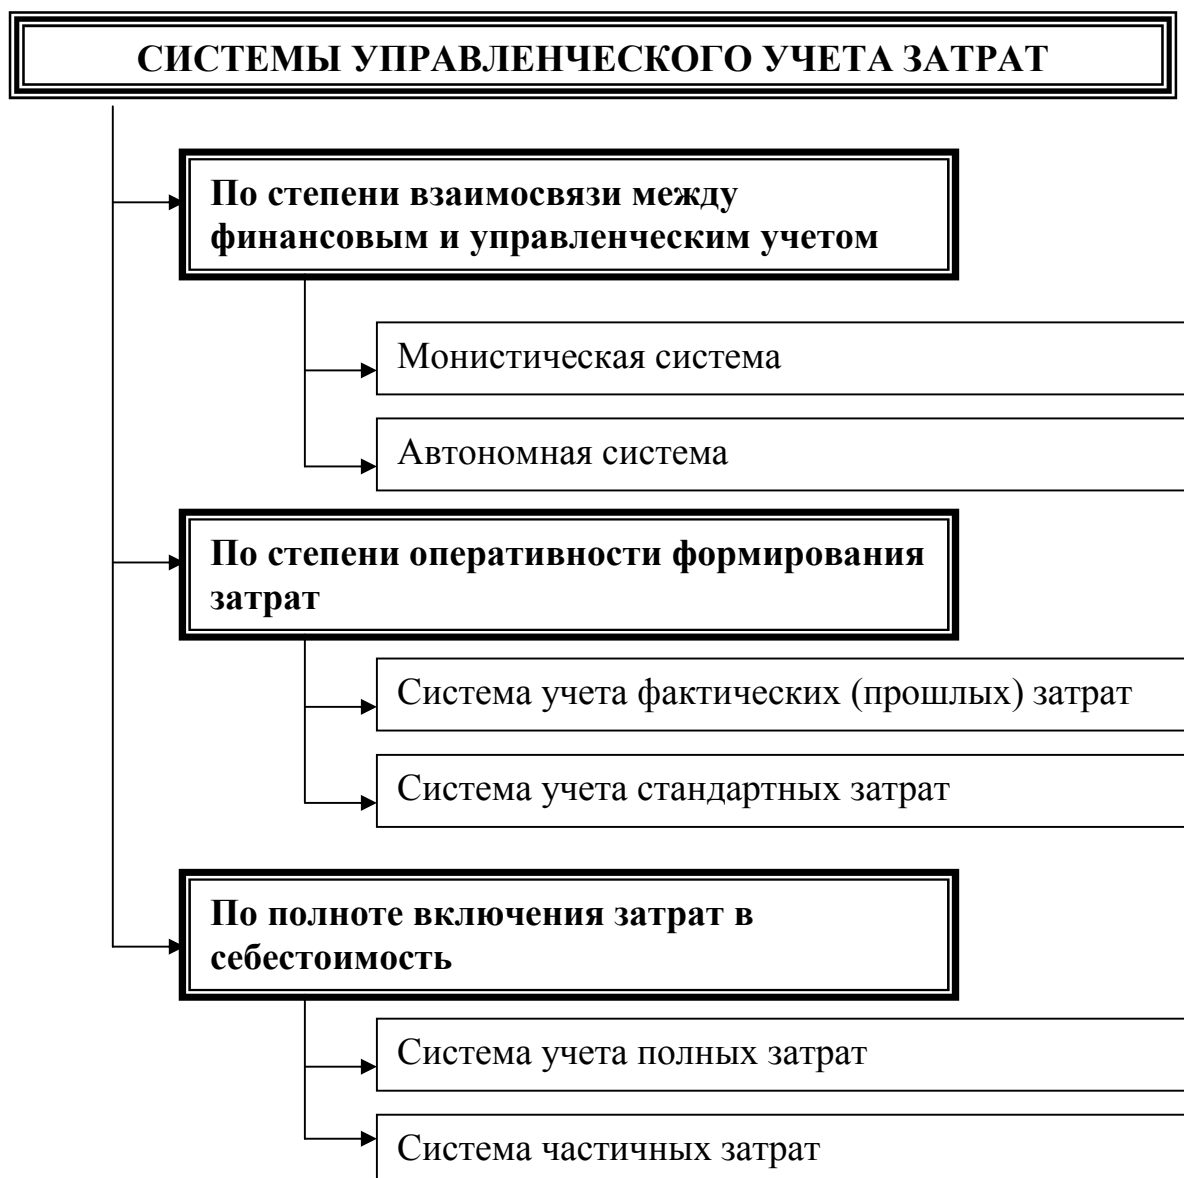 СИСТЕМЫ УПРАВЛЕНЧЕСКОГО УЧЕТА ЗАТРАТ
По степени взаимосвязи между
финансовым и управленческим учетом
Монистическая система
Автономная система
По степени оперативности формирования
затрат
Система учета фактических (прошлых) затрат
Система учета стандартных затрат
По полноте включения затрат в
себестоимость
Система учета полных затрат
Система частичных затрат